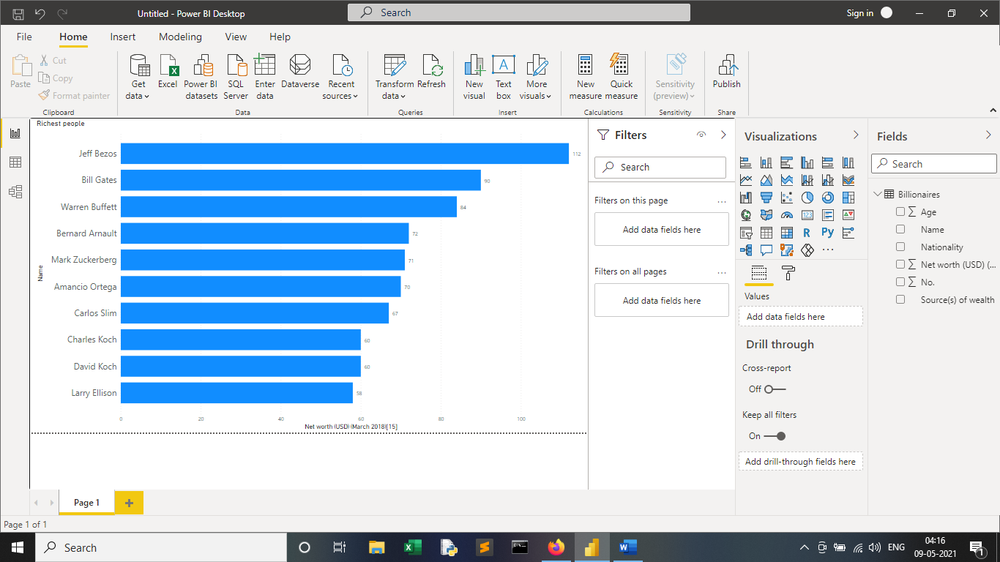 Untitled - Power BI Desktop
Search
Sign in
File Home Insert Modeling View Help
Paste
Cut
Copy
Format painter
Clipboard
Get data
Excel
Power BI datasets
SQL Server
Enter data
Dataverse
Recent sources
Data
Transform data
Refresh
Queries
New visual
A
Text box
More visuals
Insert
New measure
Quick measure
Calculations
Sensitivity (preview)
Sensitivity
Publish
Share
Richest people
Name
Jeff Bezos 112
Bill Gates 90
Warren Buffett 84
Bernard Arnault 72
Mark Zuckerberg 71
Amancio Ortega 70
Carlos Slim 67
Charles Koch 60
David Koch 60
Larry Ellison 58
0 20 40 60 80 100
Net worth (USD) (March 2018)[15]
Filters
Search
Filters on this page ...
Add data fields here
Filters on all pages ...
Add data fields here
Visualizations
123
R Py
...
Values
Add data fields here
Drill through
Cross-report
Off
Keep all filters
On
Add drill-through fields here
Fields
Search
Billionaires
∑ Age
Name
Nationality
∑ Net worth (USD) (...
∑ No.
Source(s) of wealth
Page 1 +
Page 1 of 1
Search
ENG
04:16
09-05-2021
1